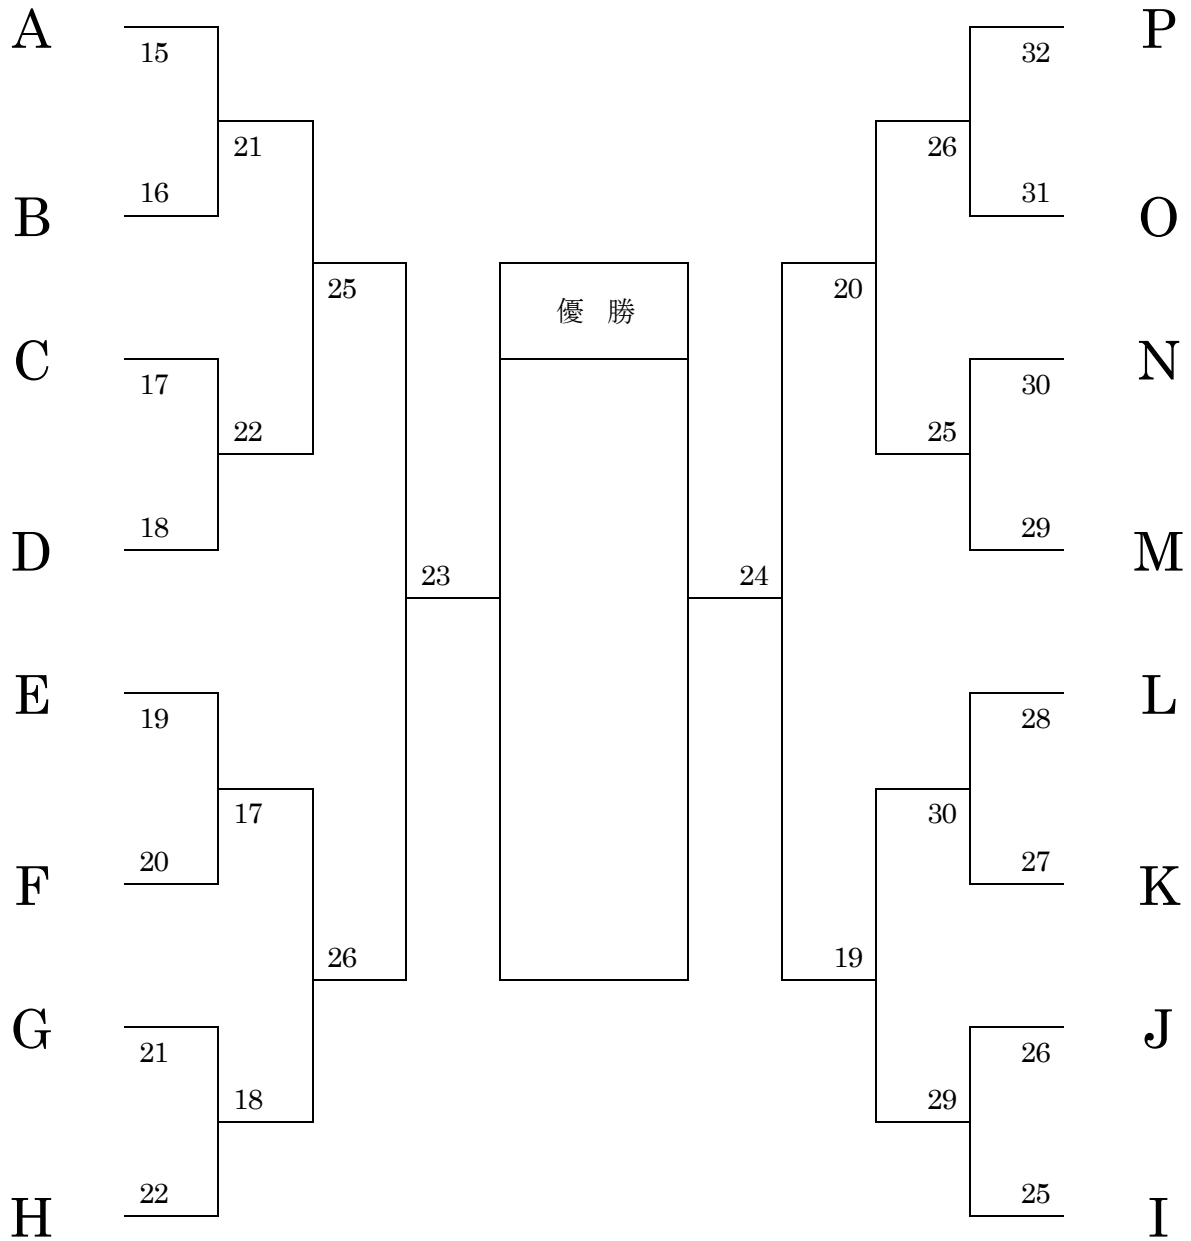 A 15 32 P
21 26
B 16 31 O
25 優 勝 20
C 17 30 N
22 25
D 18 29 M
23 24
E 19 28 L
17 30
F 20 27 K
26 19
G 21 26 J
18 29
H 22 25 I